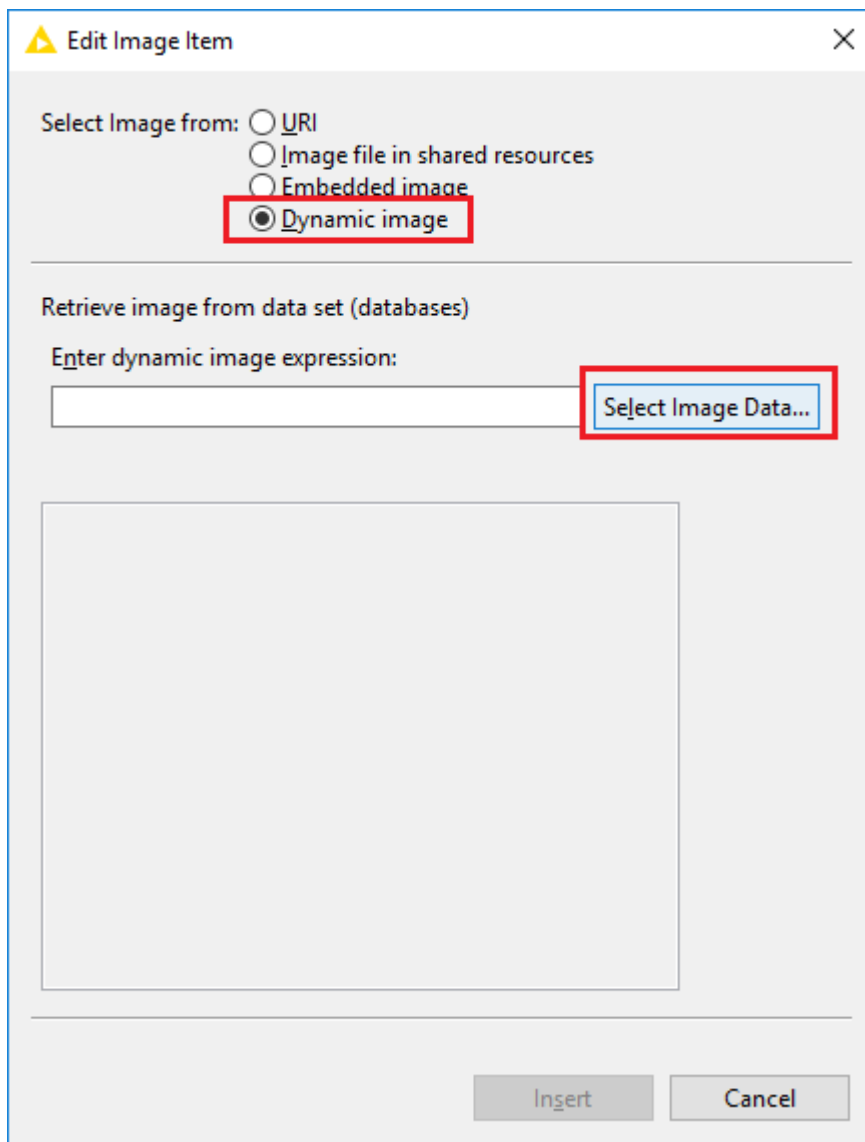 Edit Image Item
Select Image from: URI
Image file in shared resources
Embedded image
Dynamic image
Retrieve image from data set (databases)
Enter dynamic image expression:
Select Image Data...
Insert
Cancel